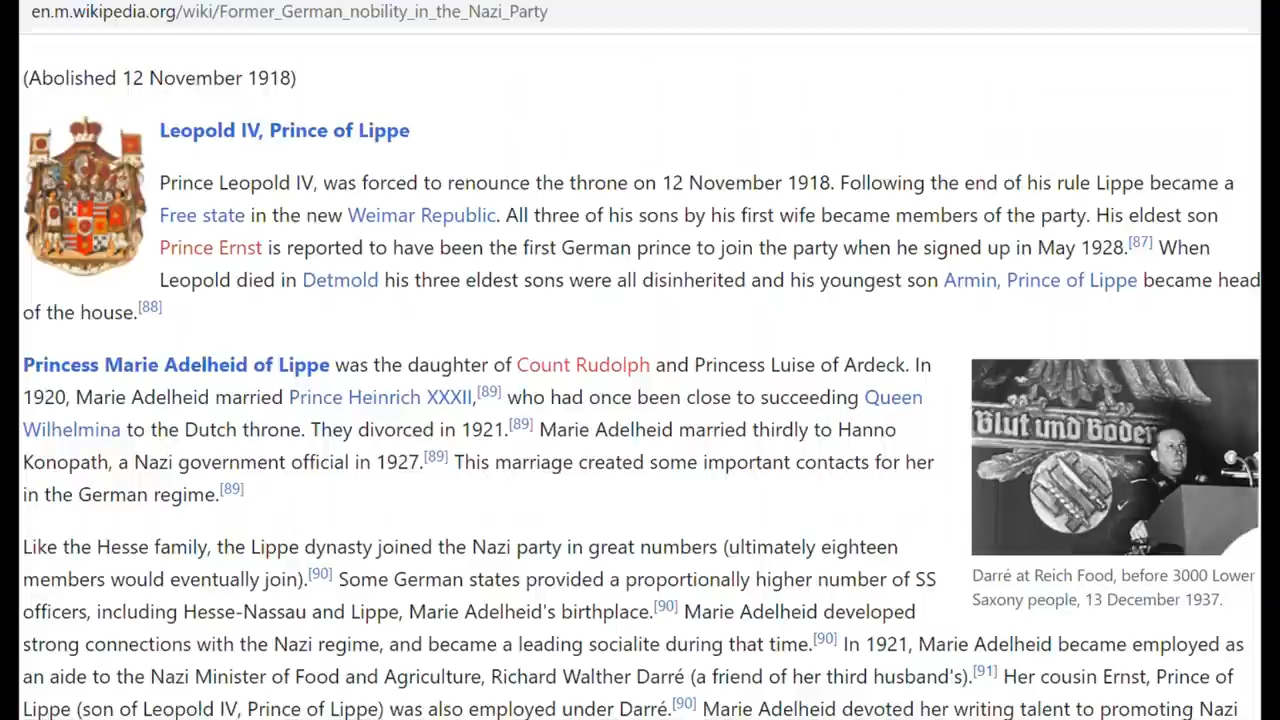 en.m.wikipedia.org/wiki/Former_German_nobility_in_the_Nazi_Party
(Abolished 12 November 1918)
Leopold IV, Prince of Lippe
Prince Leopold IV, was forced to renounce the throne on 12 November 1918. Following the end of his rule Lippe became a
Free state in the new Weimar Republic. All three of his sons by his first wife became members of the party. His eldest son
Prince Ernst is reported to have been the first German prince to join the party when he signed up in May 1928.[87] When
Leopold died in Detmold his three eldest sons were all disinherited and his youngest son Armin, Prince of Lippe became head
of the house.[88]
Princess Marie Adelheid of Lippe was the daughter of Count Rudolph and Princess Luise of Ardeck. In
1920, Marie Adelheid married Prince Heinrich XXXII,[89] who had once been close to succeeding Queen
Wilhelmina to the Dutch throne. They divorced in 1921.[89] Marie Adelheid married thirdly to Hanno
Konopath, a Nazi government official in 1927.[89] This marriage created some important contacts for her
in the German regime.[89]
Blut und Boden
Darré at Reich Food, before 3000 Lower
Saxony people, 13 December 1937.
Like the Hesse family, the Lippe dynasty joined the Nazi party in great numbers (ultimately eighteen
members would eventually join).[90] Some German states provided a proportionally higher number of SS
officers, including Hesse-Nassau and Lippe, Marie Adelheid's birthplace.[90] Marie Adelheid developed
strong connections with the Nazi regime, and became a leading socialite during that time.[90] In 1921, Marie Adelheid became employed as
an aide to the Nazi Minister of Food and Agriculture, Richard Walther Darré (a friend of her third husband's).[91] Her cousin Ernst, Prince of
Lippe (son of Leopold IV, Prince of Lippe) was also employed under Darré.[90] Marie Adelheid devoted her writing talent to promoting Nazi